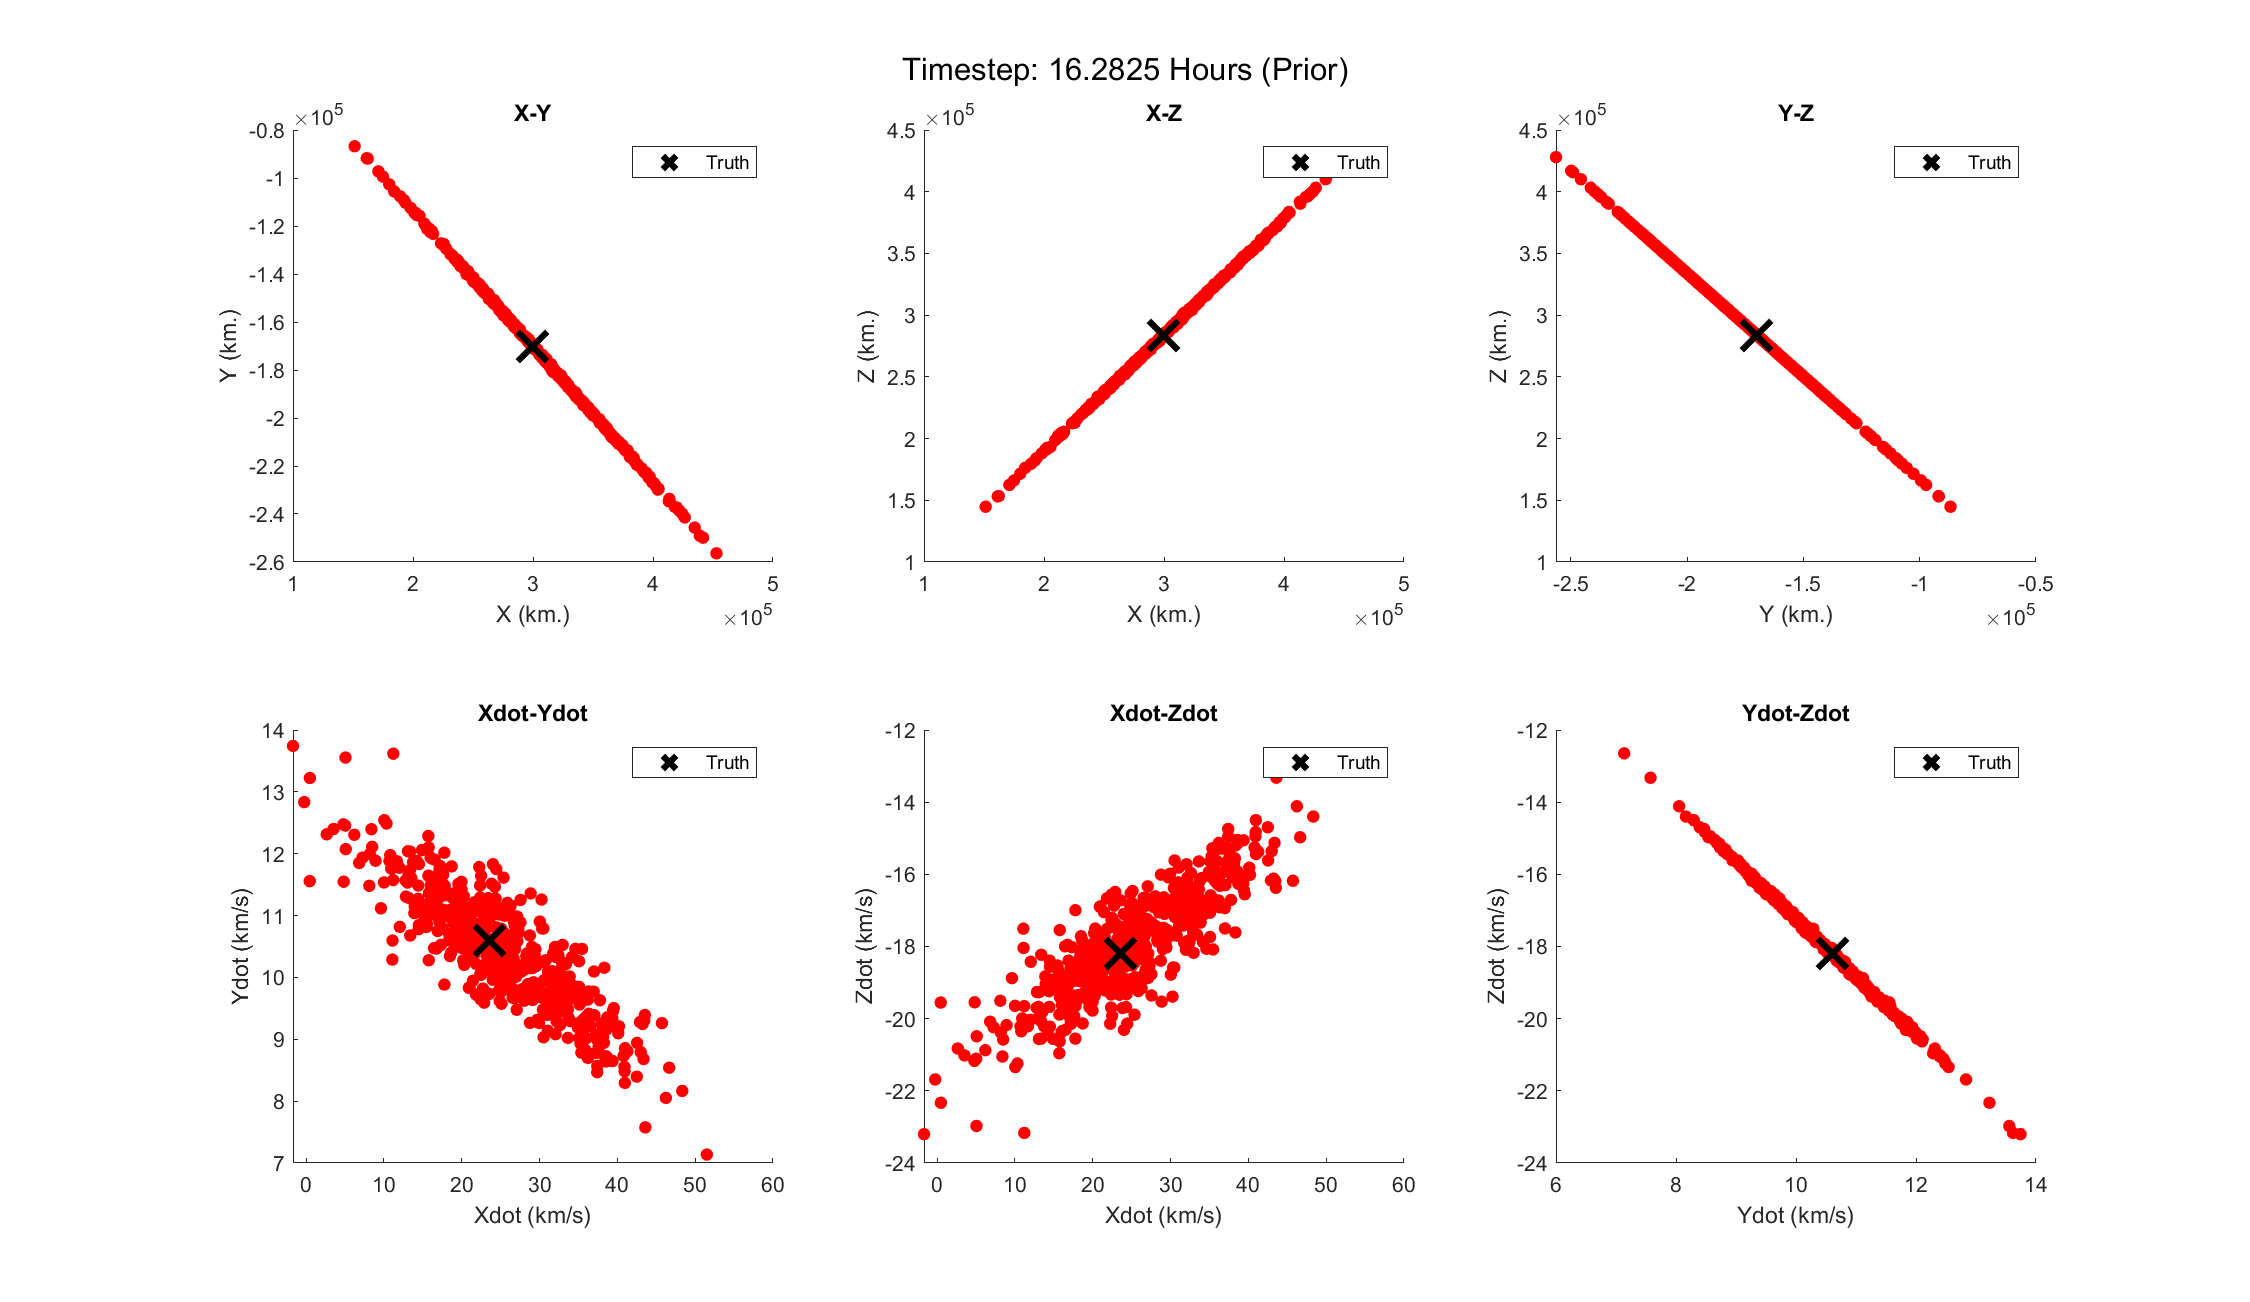 Timestep: 16.2825 Hours (Prior)
X-Y
×10^5
-0.8
-1
-1.2
-1.4
-1.6
-1.8
-2
-2.2
-2.4
-2.6
Y (km.)
Truth
1 2 3 4 5
X (km.)
×10^5
X-Z
×10^5
4.5
4
3.5
3
2.5
2
1.5
1
Z (km.)
Truth
1 2 3 4 5
X (km.)
×10^5
Y-Z
×10^5
4.5
4
3.5
3
2.5
2
1.5
1
Z (km.)
Truth
-2.5 -2 -1.5 -1 -0.5
Y (km.)
×10^5
Xdot-Ydot
14
13
12
11
10
9
8
7
Ydot (km/s)
Truth
0 10 20 30 40 50 60
Xdot (km/s)
Xdot-Zdot
-12
-14
-16
-18
-20
-22
-24
Zdot (km/s)
Truth
0 10 20 30 40 50 60
Xdot (km/s)
Ydot-Zdot
-12
-14
-16
-18
-20
-22
-24
Zdot (km/s)
Truth
6 8 10 12 14
Ydot (km/s)